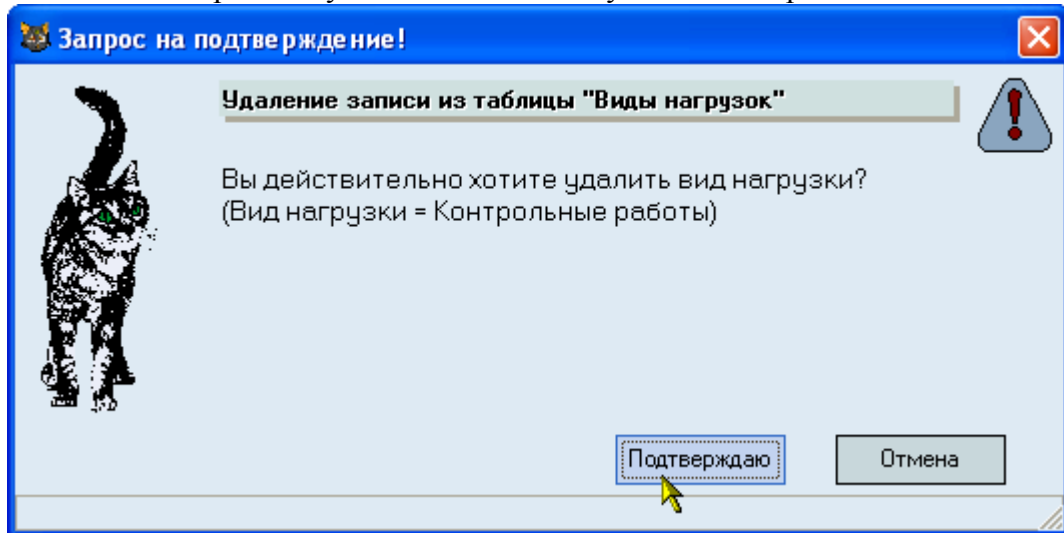 Запрос на подтверждение!
Удаление записи из таблицы "Виды нагрузок"
Вы действительно хотите удалить вид нагрузки?
(Вид нагрузки = Контрольные работы)
Подтверждаю
Отмена